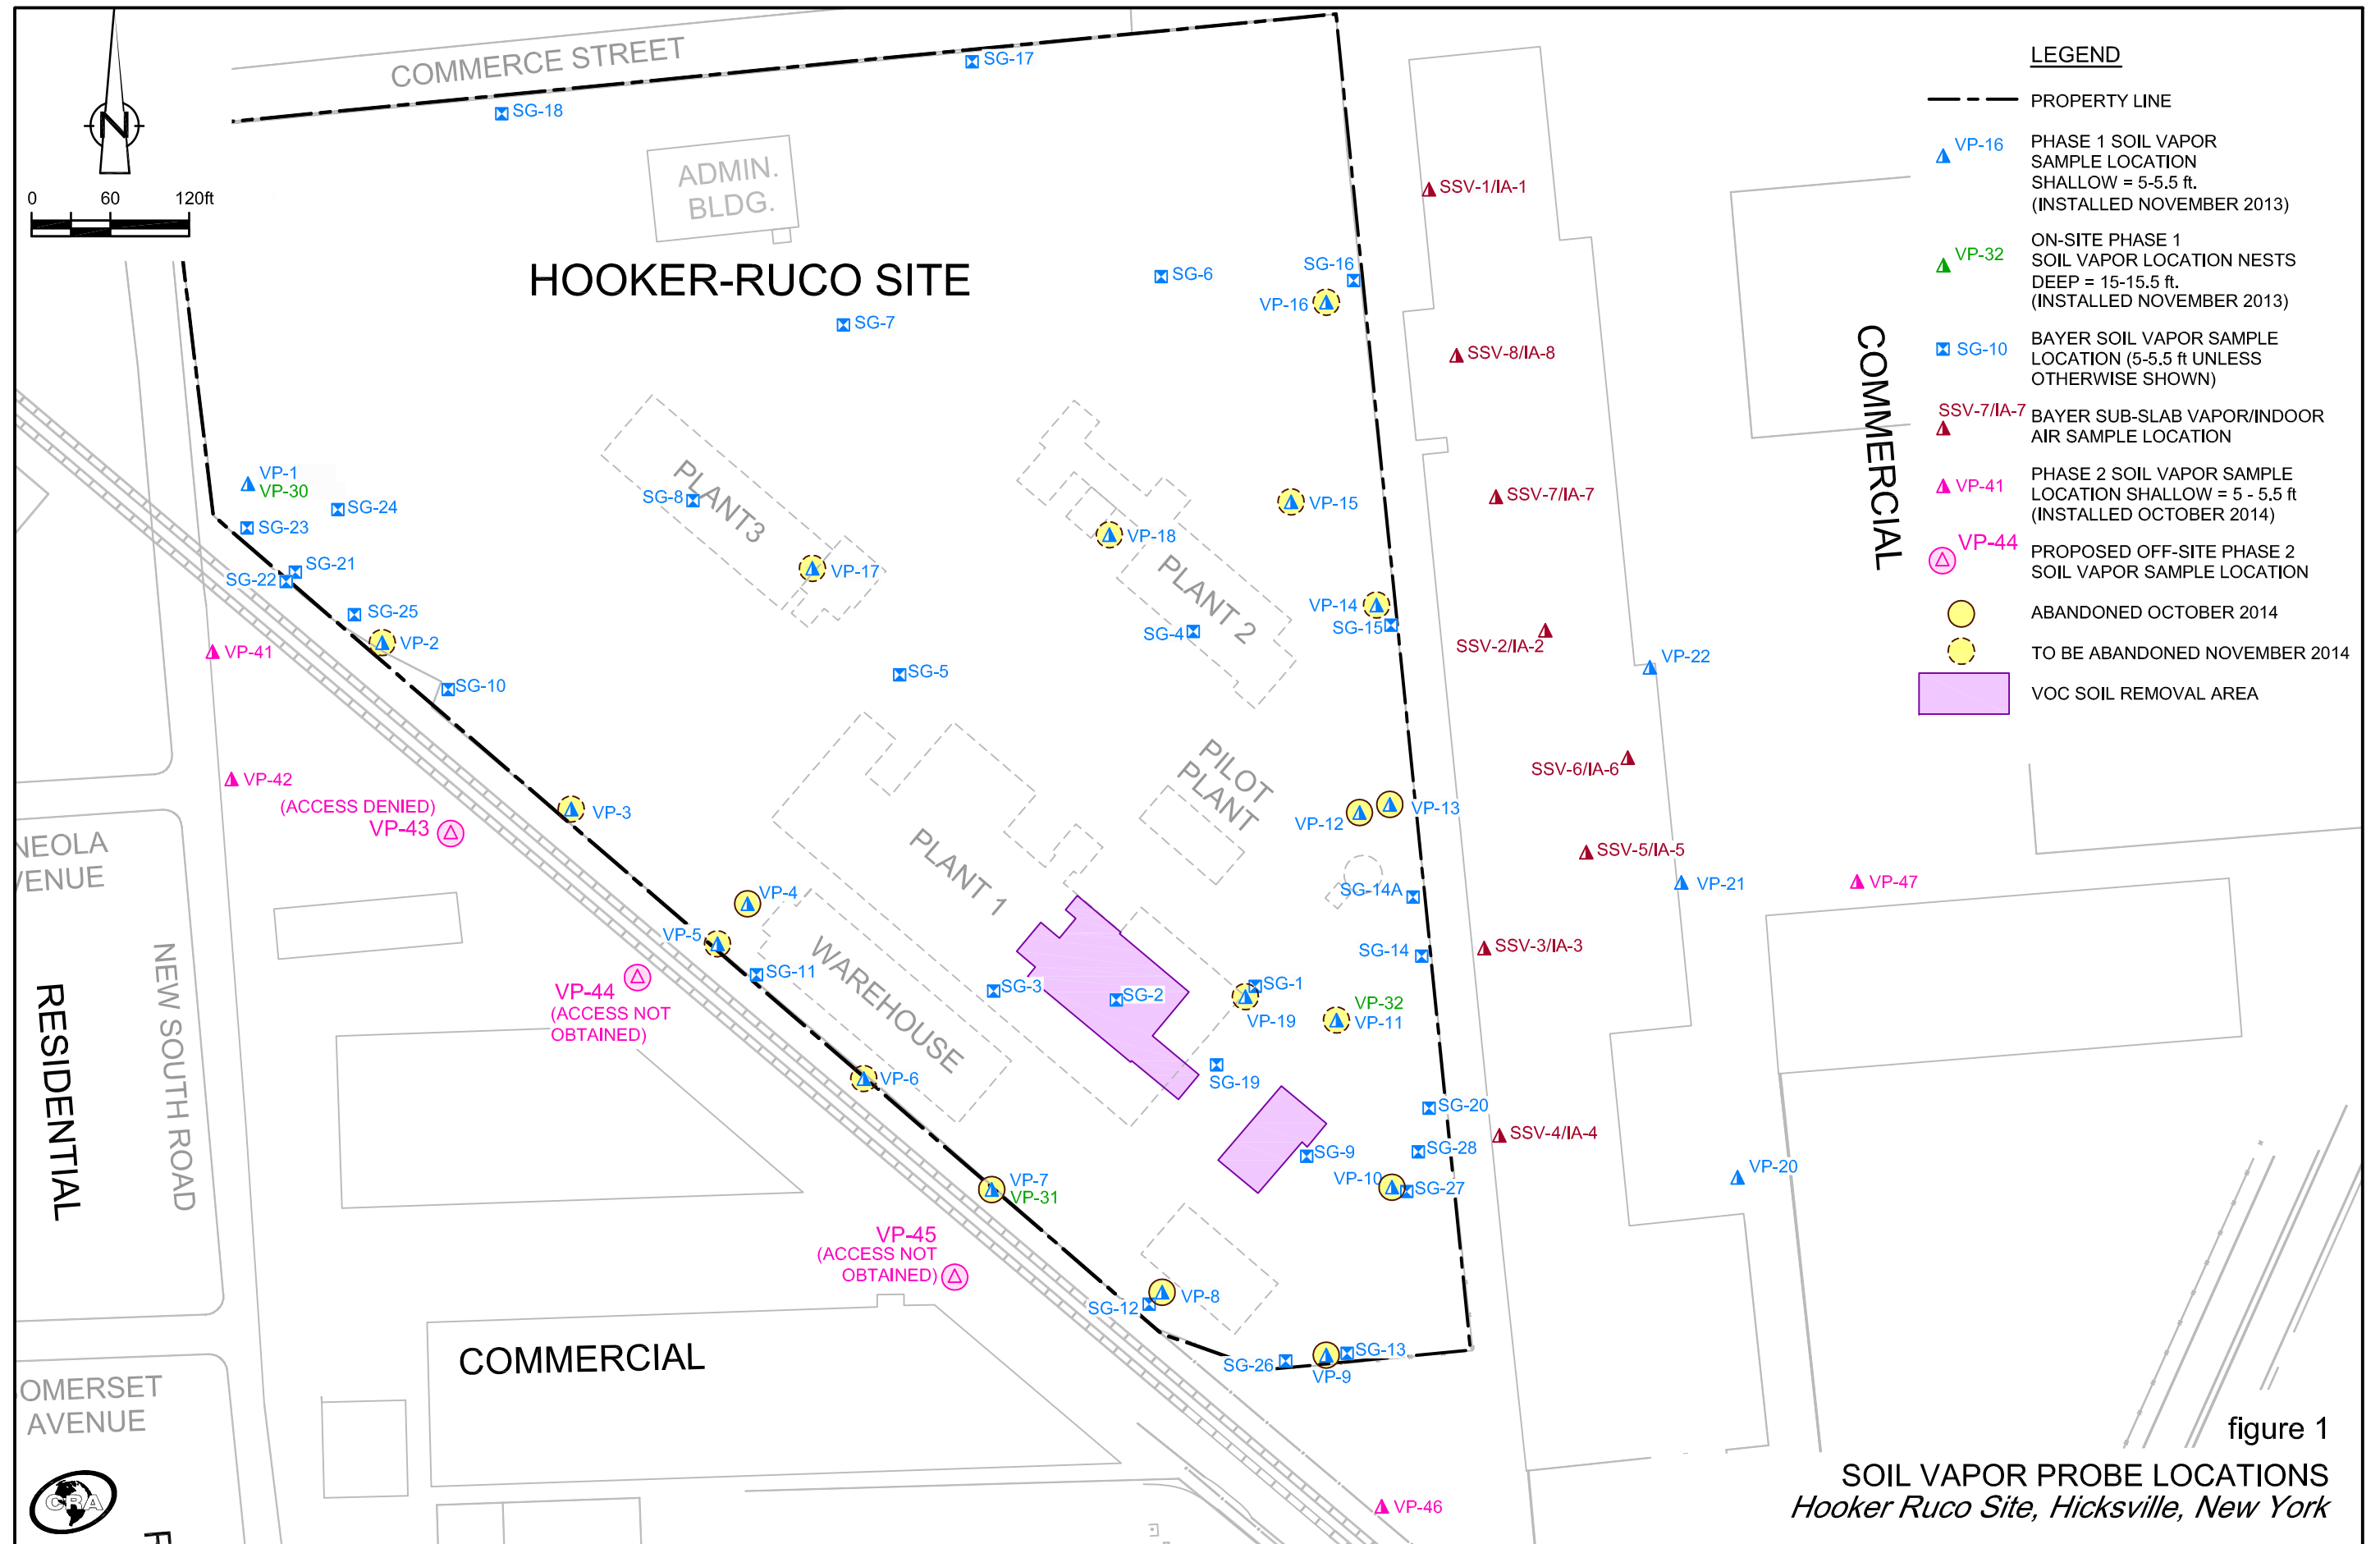 COMMERCE STREET
SG-17
SG-18
N
0 60 120ft
ADMIN.
BLDG.
HOOKER-RUCO SITE
SG-6
SG-16
VP-16
SG-7
SSV-1/IA-1
SSV-8/IA-8
SSV-7/IA-7
SSV-2/IA-2
SSV-6/IA-6
SSV-5/IA-5
SSV-3/IA-3
SSV-4/IA-4
VP-1
VP-30
SG-24
SG-23
SG-21
SG-22
SG-25
VP-2
SG-10
VP-41
VP-42
(ACCESS DENIED)
VP-43
VP-3
SG-8
PLANT3
VP-17
VP-18
VP-15
PLANT 2
VP-14
SG-15
SG-4
SG-5
VP-22
PILOT
PLANT
VP-12
VP-13
PLANT 1
SG-14A
SG-14
VP-21
VP-47
VP-4
VP-5
SG-11
WAREHOUSE
SG-3
SG-2
SG-1
VP-19
VP-32
VP-11
VP-44
(ACCESS NOT
OBTAINED)
VP-6
SG-19
SG-20
SG-28
SG-9
VP-10
SG-27
VP-20
VP-7
VP-31
VP-45
(ACCESS NOT
OBTAINED)
SG-12
VP-8
SG-26
VP-9
SG-13
VP-46
NEOLA
VENUE
NEW SOUTH ROAD
RESIDENTIAL
OMERSET
AVENUE
COMMERCIAL
COMMERCIAL
CRA
LEGEND
PROPERTY LINE
VP-16
PHASE 1 SOIL VAPOR
SAMPLE LOCATION
SHALLOW = 5-5.5 ft.
(INSTALLED NOVEMBER 2013)
VP-32
ON-SITE PHASE 1
SOIL VAPOR LOCATION NESTS
DEEP = 15-15.5 ft.
(INSTALLED NOVEMBER 2013)
SG-10
BAYER SOIL VAPOR SAMPLE
LOCATION (5-5.5 ft UNLESS
OTHERWISE SHOWN)
SSV-7/IA-7
BAYER SUB-SLAB VAPOR/INDOOR
AIR SAMPLE LOCATION
VP-41
PHASE 2 SOIL VAPOR SAMPLE
LOCATION SHALLOW = 5 - 5.5 ft
(INSTALLED OCTOBER 2014)
VP-44
PROPOSED OFF-SITE PHASE 2
SOIL VAPOR SAMPLE LOCATION
ABANDONED OCTOBER 2014
TO BE ABANDONED NOVEMBER 2014
VOC SOIL REMOVAL AREA
figure 1
SOIL VAPOR PROBE LOCATIONS
Hooker Ruco Site, Hicksville, New York